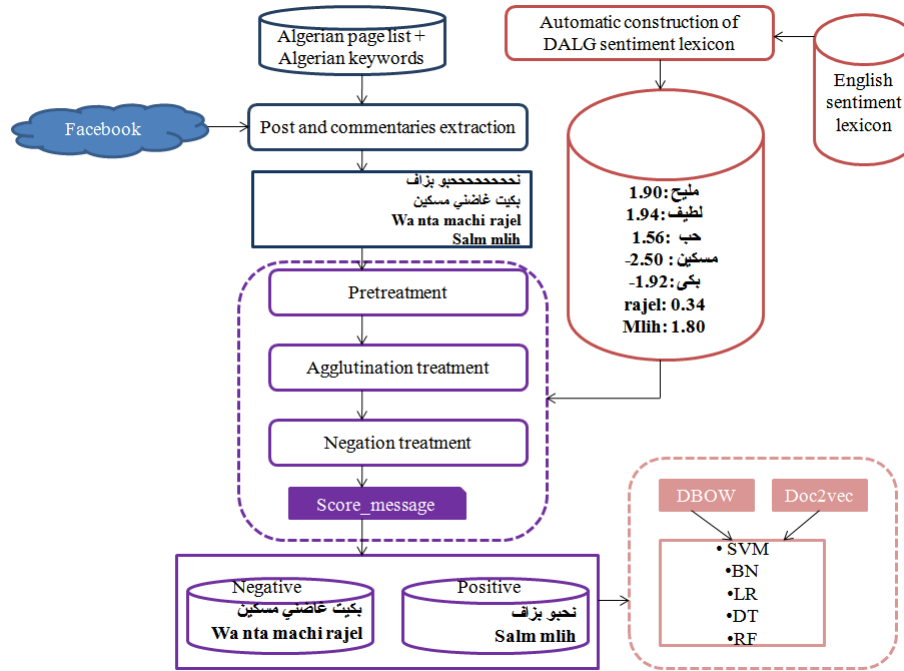 Algerian page list +
Algerian keywords
Automatic construction of
DALG sentiment lexicon
English
sentiment
lexicon
Facebook
Post and commentaries extraction
نحححححححححبو بزاف
بكيت غاضني مسكين
Wa nta machi rajel
Salm mlih
مليح: 1.90
لطيف: 1.94
حب: 1.56
مسكين: 2.50-
بكى: 1.92-
rajel: 0.34
Mlih: 1.80
Pretreatment
Agglutination treatment
Negation treatment
Score_message
Negative
بكيت غاضني مسكين
Wa nta machi rajel
Positive
نحبو بزاف
Salm mlih
DBOW
Doc2vec
• SVM
•BN
•LR
•DT
•RF